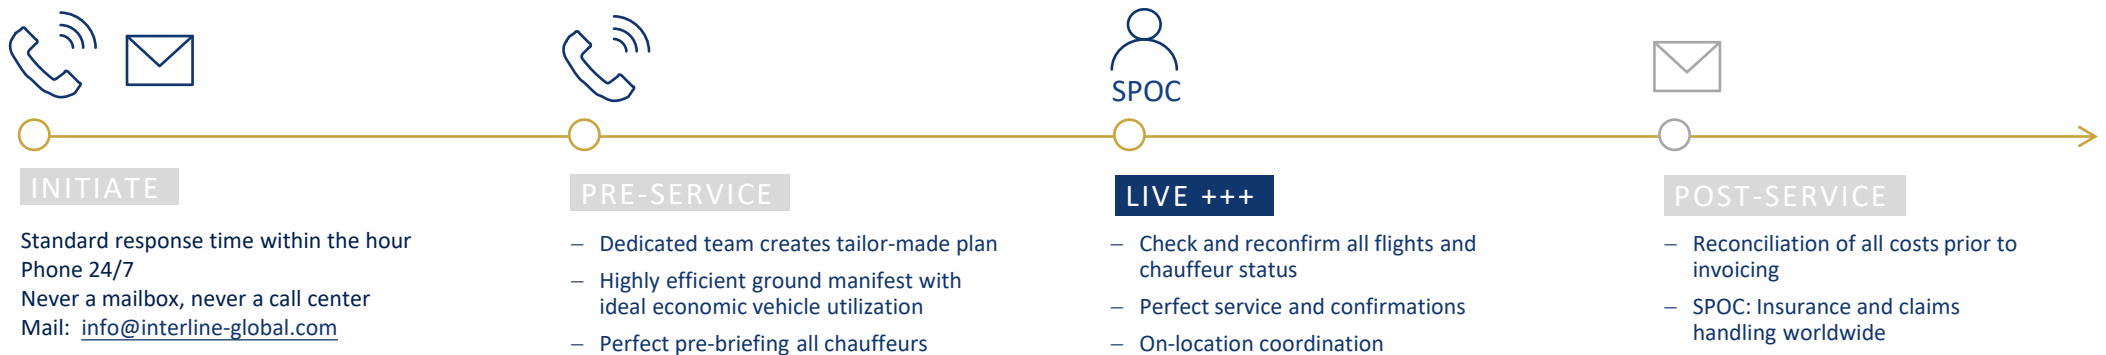 SPOC
INITIATE
Standard response time within the hour
Phone 24/7
Never a mailbox, never a call center
Mail: info@interline-global.com
PRE-SERVICE
– Dedicated team creates tailor-made plan
– Highly efficient ground manifest with
ideal economic vehicle utilization
– Perfect pre-briefing all chauffeurs
LIVE +++
– Check and reconfirm all flights and
chauffeur status
– Perfect service and confirmations
– On-location coordination
POST-SERVICE
– Reconciliation of all costs prior to
invoicing
– SPOC: Insurance and claims
handling worldwide